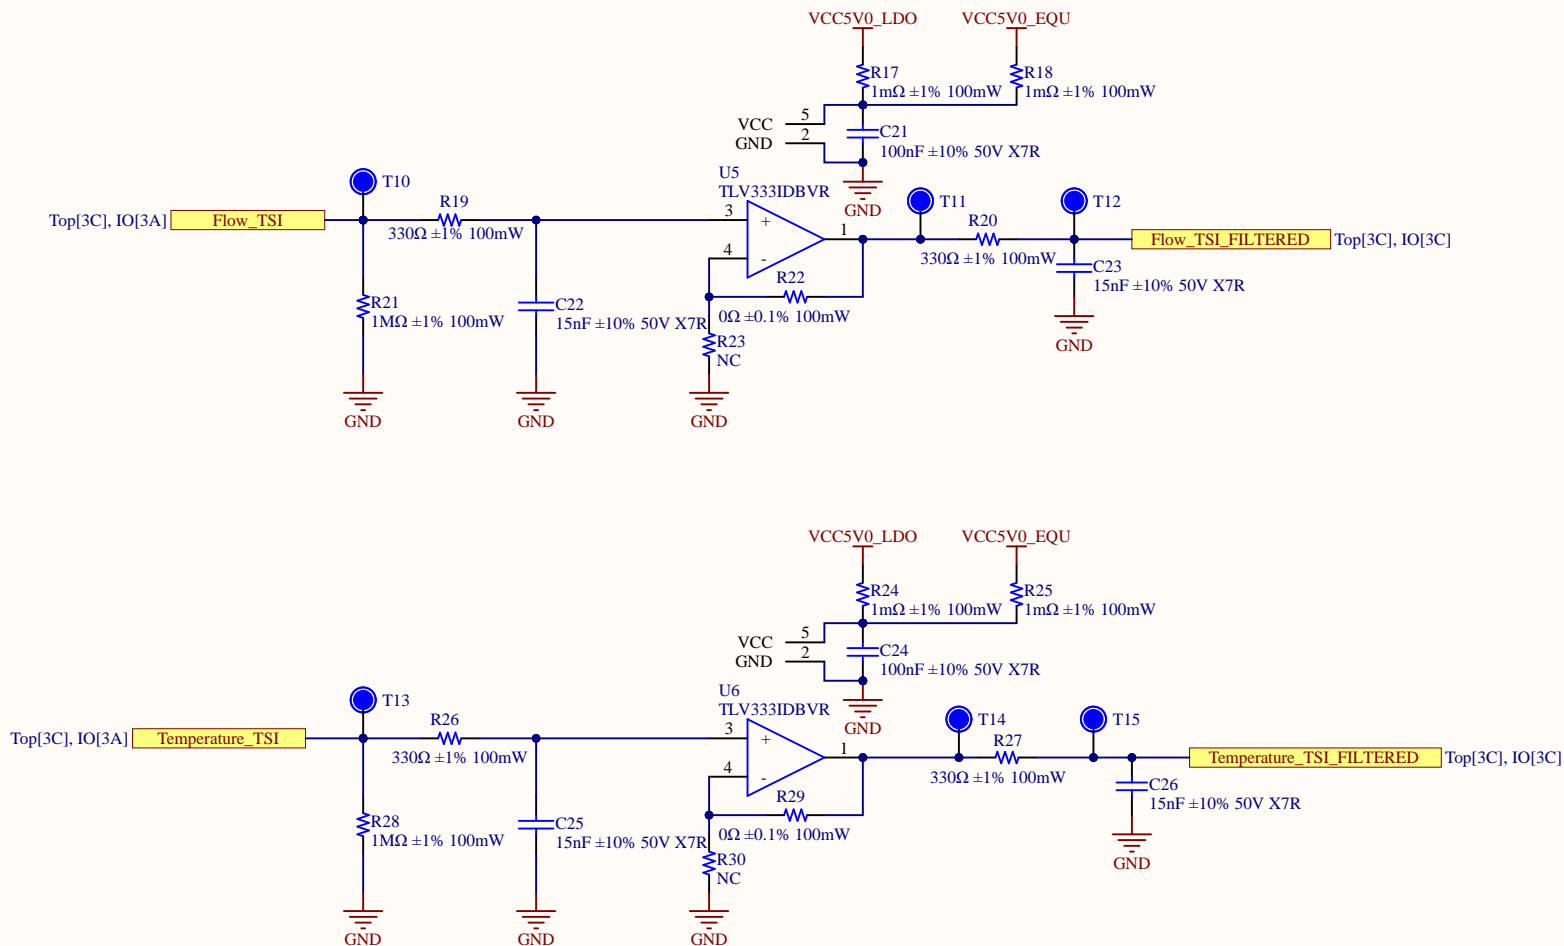 VCC5V0_LDO
VCC5V0_EQU
R17
1mΩ ±1% 100mW
R18
1mΩ ±1% 100mW
VCC
5
GND
2
C21
100nF ±10% 50V X7R
GND
U5
TLV333IDBVR
T10
Top[3C], IO[3A]
Flow_TSI
R19
330Ω ±1% 100mW
3
+
4
-
1
T11
R20
330Ω ±1% 100mW
T12
Flow_TSI_FILTERED
Top[3C], IO[3C]
C23
15nF ±10% 50V X7R
GND
R21
1MΩ ±1% 100mW
GND
C22
15nF ±10% 50V X7R
GND
R22
0Ω ±0.1% 100mW
R23
NC
GND
VCC5V0_LDO
VCC5V0_EQU
R24
1mΩ ±1% 100mW
R25
1mΩ ±1% 100mW
VCC
5
GND
2
C24
100nF ±10% 50V X7R
GND
U6
TLV333IDBVR
T13
Top[3C], IO[3A]
Temperature_TSI
R26
330Ω ±1% 100mW
3
+
4
-
1
T14
R27
330Ω ±1% 100mW
T15
Temperature_TSI_FILTERED
Top[3C], IO[3C]
C26
15nF ±10% 50V X7R
GND
R28
1MΩ ±1% 100mW
GND
C25
15nF ±10% 50V X7R
GND
R29
0Ω ±0.1% 100mW
R30
NC
GND